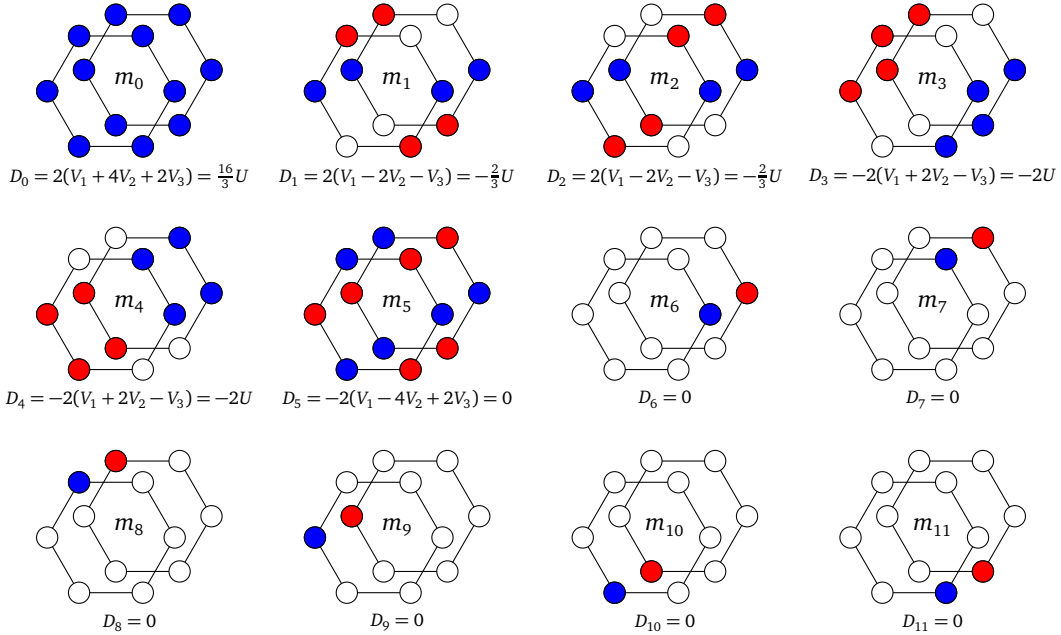 m₀ m₁ m₂ m₃
D₀ = 2(V₁ + 4V₂ + 2V₃) = 16/3 U D₁ = 2(V₁ − 2V₂ − V₃) = −2/3 U D₂ = 2(V₁ − 2V₂ − V₃) = −2/3 U D₃ = −2(V₁ + 2V₂ − V₃) = −2U
m₄ m₅ m₆ m₇
D₄ = −2(V₁ + 2V₂ − V₃) = −2U D₅ = −2(V₁ − 4V₂ + 2V₃) = 0 D₆ = 0 D₇ = 0
m₈ m₉ m₁₀ m₁₁
D₈ = 0 D₉ = 0 D₁₀ = 0 D₁₁ = 0